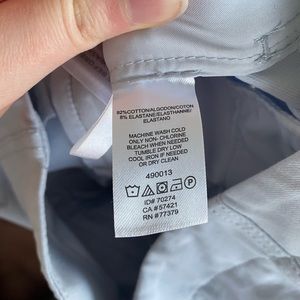 92%COTTON/ALGODON/COTON
8% ELASTANE/ELASTHANNE/
ELASTANO
MACHINE WASH COLD
ONLY NON- CHLORINE
BLEACH WHEN NEEDED
TUMBLE DRY LOW
COOL IRON IF NEEDED
OR DRY CLEAN
490013
ID# 70274
CA #57421
RN #77379